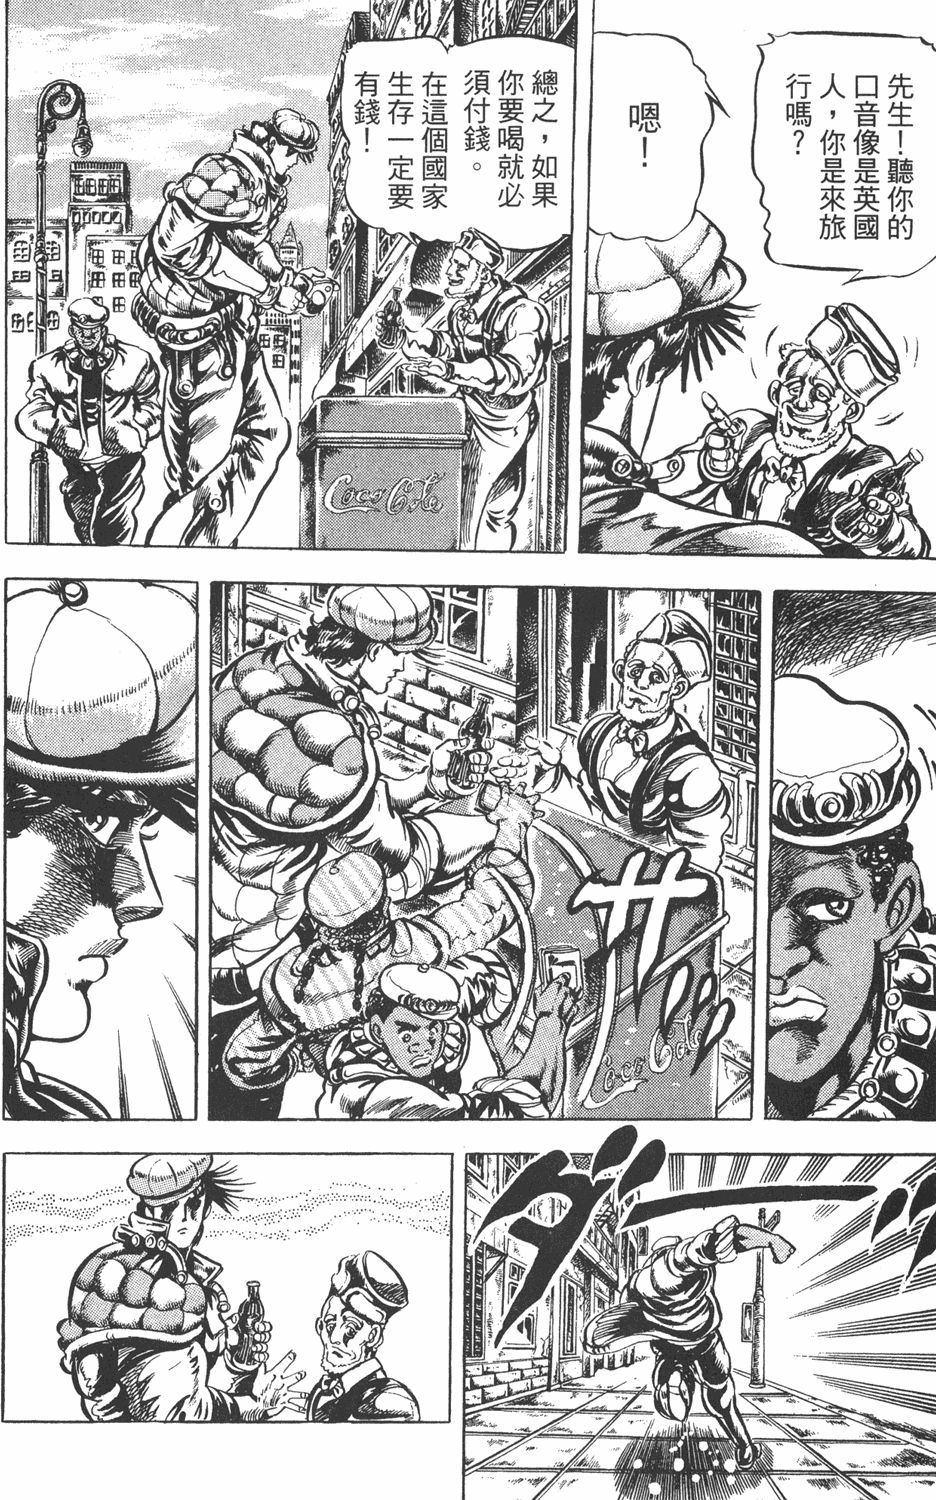 先生！聽你的
口音像是英國
人，你是來旅
行嗎？
嗯！
總之，如果
你要喝就必
須付錢。
在這個國家
生存一定要
有錢！
Coco Cola
サッ
Coco Cola
ダーッ